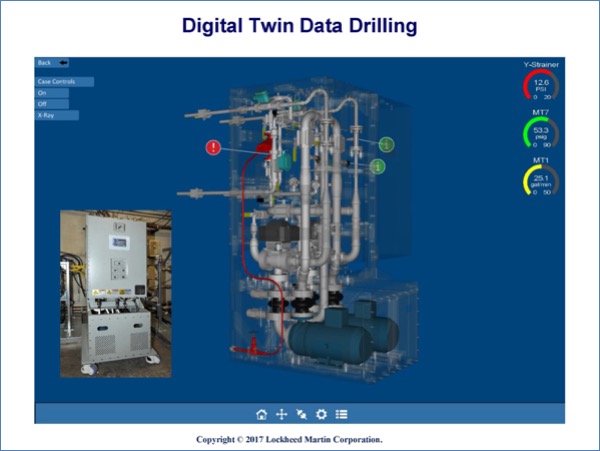 Digital Twin Data Drilling
Back
Case Controls
On
Off
X-Ray
Y-Strainer
12.6
PSI
0 20
MT7
53.3
psig
0 90
MT1
25.1
gal/min
0 50
Copyright © 2017 Lockheed Martin Corporation.